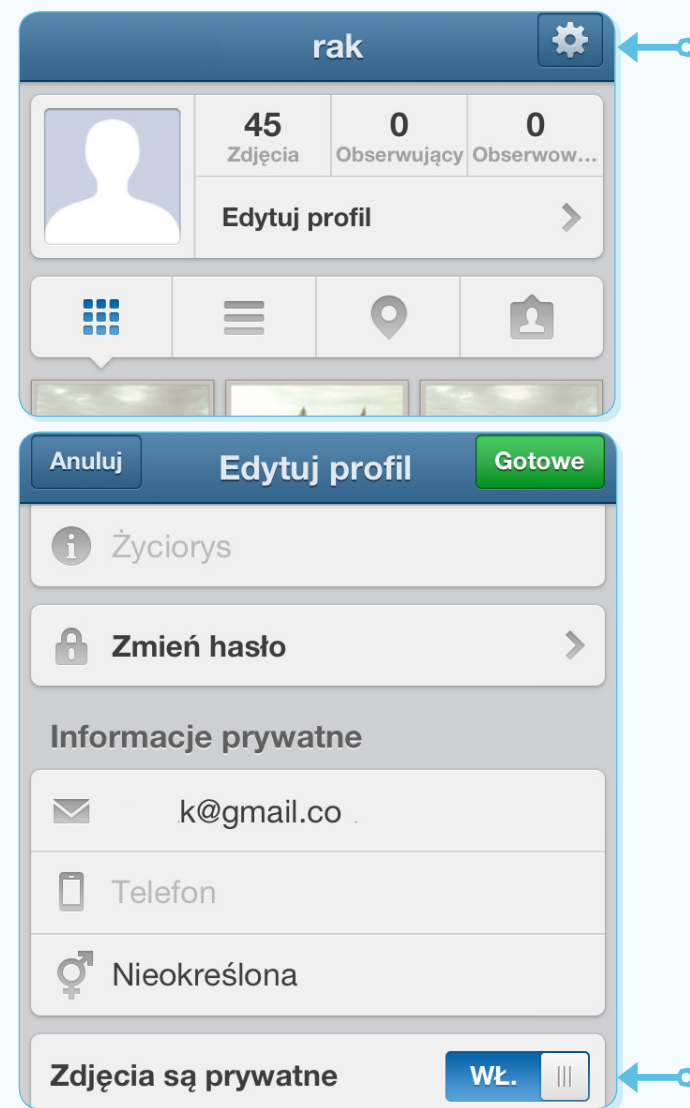 rak
45 0 0
Zdjęcia Obserwujący Obserwow...
Edytuj profil
Anuluj Edytuj profil Gotowe
Życiorys
Zmień hasło
Informacje prywatne
k@gmail.co
Telefon
Nieokreślona
Zdjęcia są prywatne WŁ.